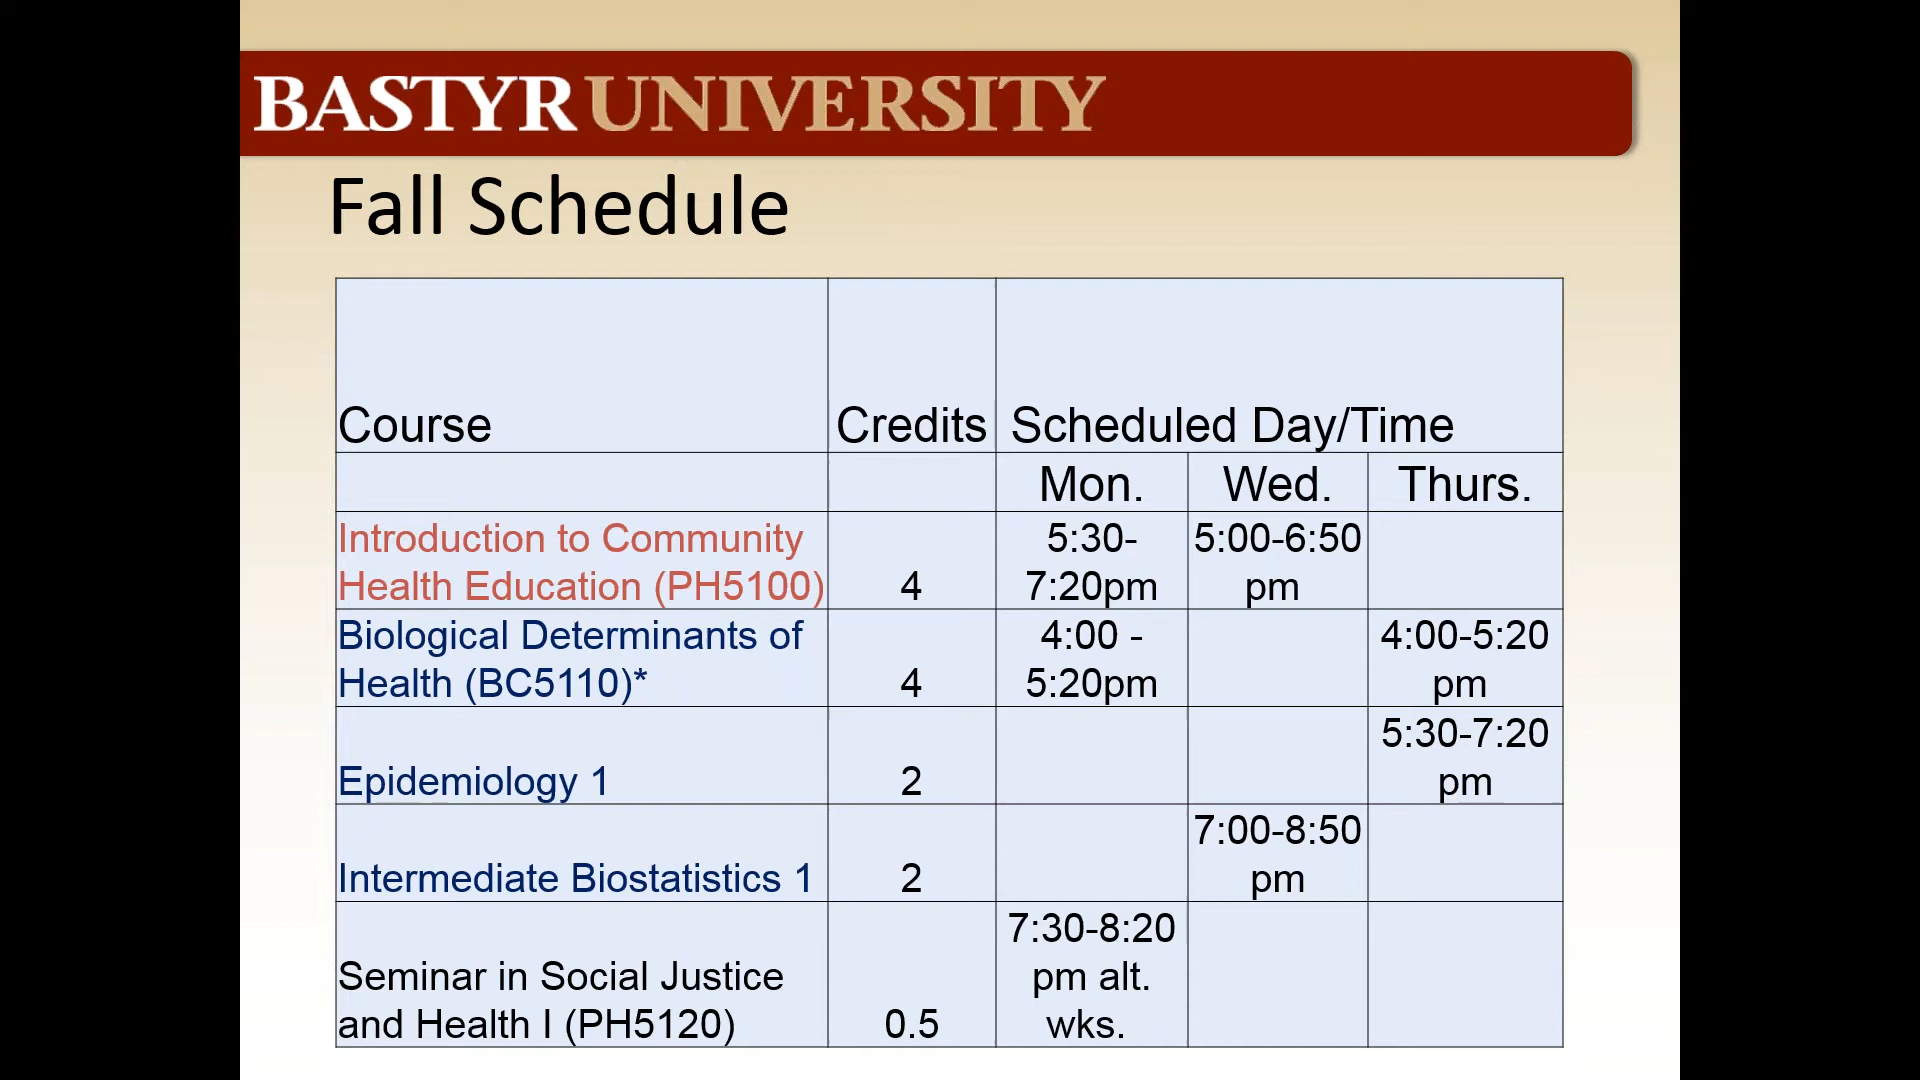 BASTYR UNIVERSITY
Fall Schedule
Course Credits Scheduled Day/Time
Mon. Wed. Thurs.
Introduction to Community 5:30- 5:00-6:50
Health Education (PH5100) 4 7:20pm pm
Biological Determinants of 4:00 - 4:00-5:20
Health (BC5110)* 4 5:20pm pm
5:30-7:20
Epidemiology 1 2 pm
7:00-8:50
Intermediate Biostatistics 1 2 pm
7:30-8:20
Seminar in Social Justice pm alt.
and Health I (PH5120) 0.5 wks.